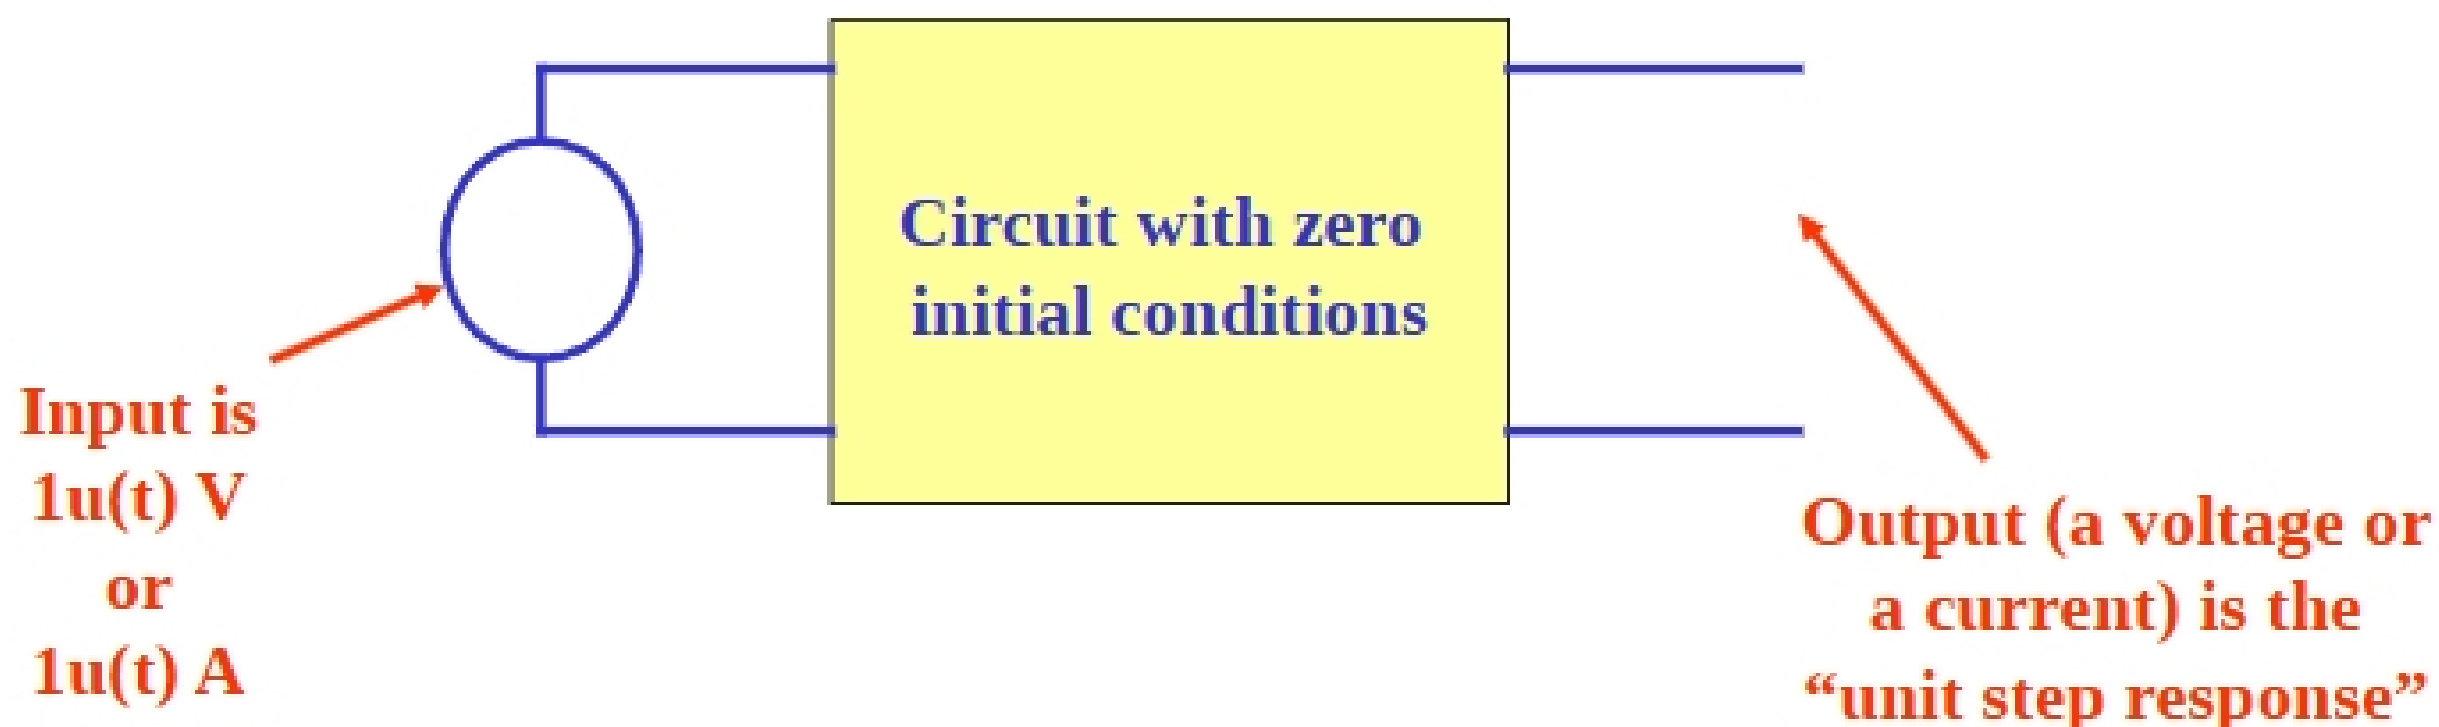 Circuit with zero
initial conditions
Input is
1u(t) V
or
1u(t) A
Output (a voltage or
a current) is the
“unit step response”